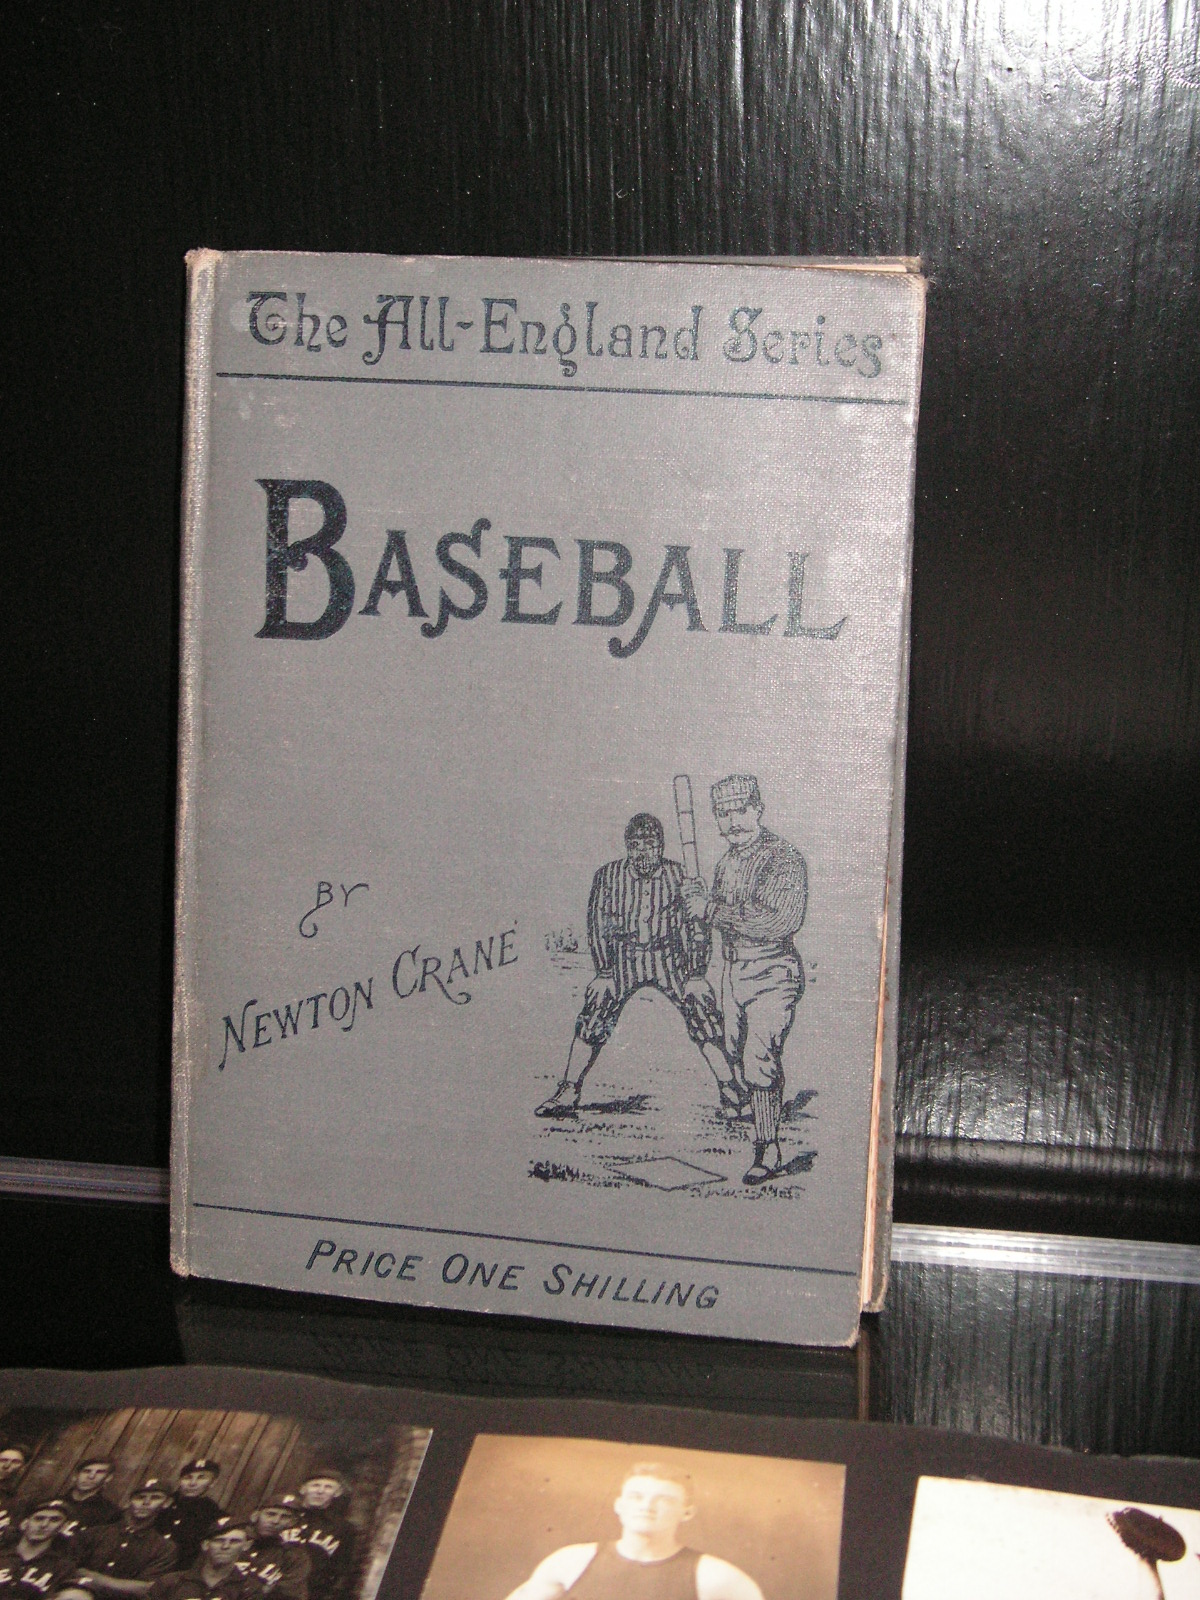 The All-England Series
BASEBALL
BY
NEWTON CRANE
PRICE ONE SHILLING